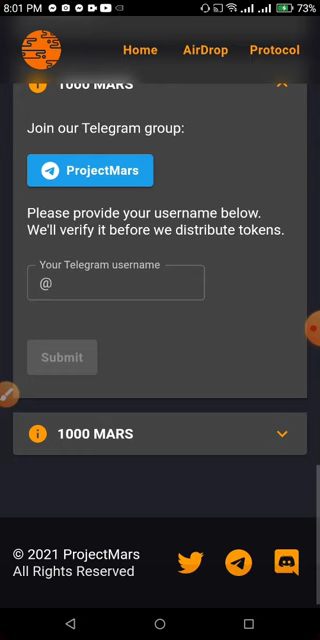 8:01 PM
73%
Home AirDrop Protocol
1000 MARS
Join our Telegram group:
ProjectMars
Please provide your username below.
We'll verify it before we distribute tokens.
Your Telegram username
@
Submit
1000 MARS
© 2021 ProjectMars
All Rights Reserved